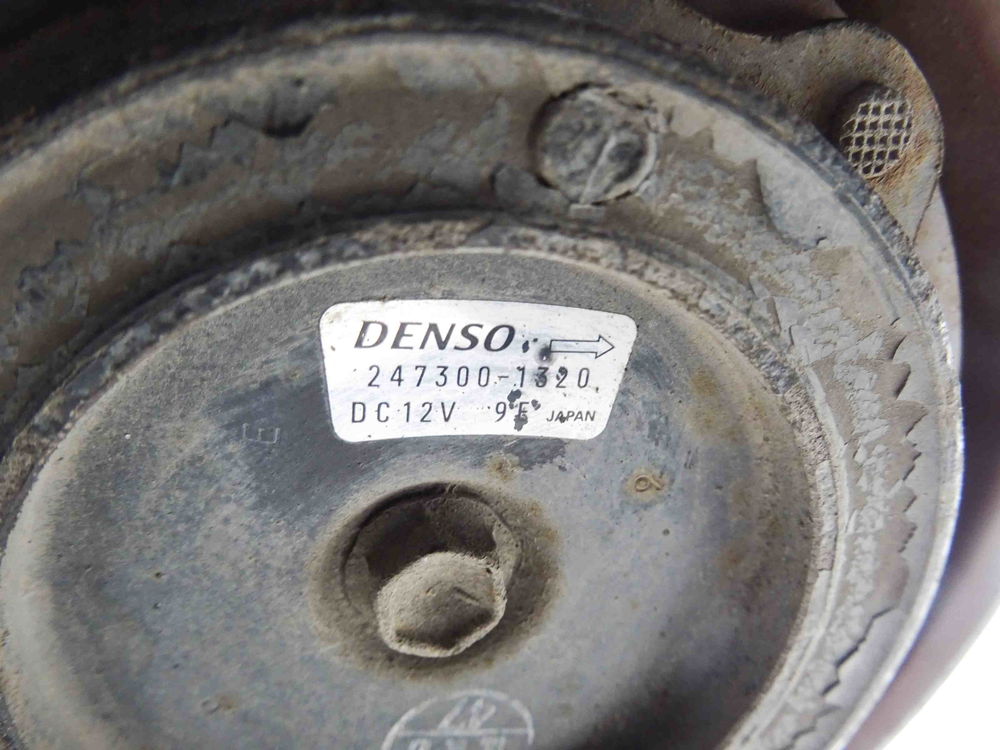 DENSO
247300-1320
DC12V 9E JAPAN
E